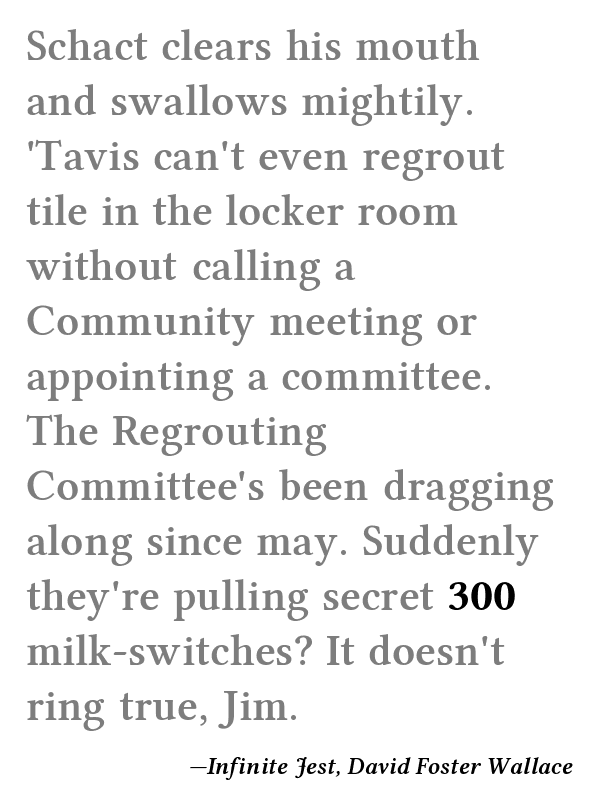 Schact clears his mouth
and swallows mightily.
'Tavis can't even regrout
tile in the locker room
without calling a
Community meeting or
appointing a committee.
The Regrouting
Committee's been dragging
along since may. Suddenly
they're pulling secret 300
milk-switches? It doesn't
ring true, Jim.
—Infinite Jest, David Foster Wallace